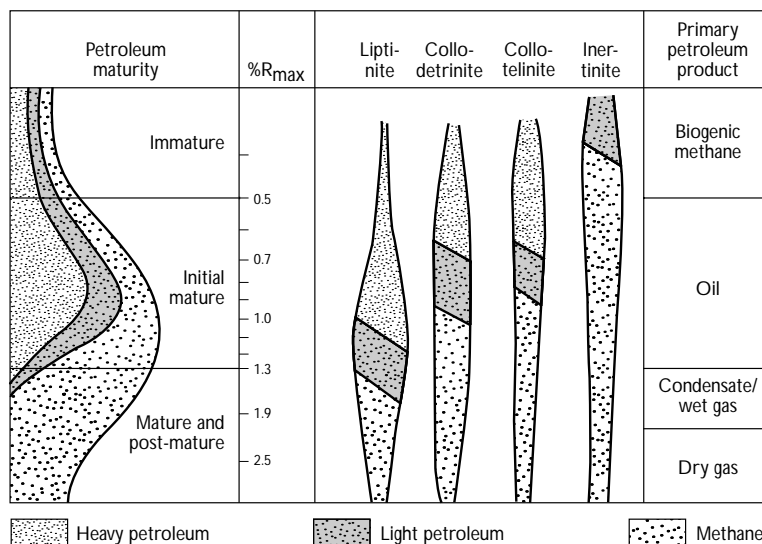 Petroleum
maturity
%Rmax
Lipti-
nite
Collo-
detrinite
Collo-
telinite
Iner-
tinite
Primary
petroleum
product
Immature
Initial
mature
Mature and
post-mature
0.5
0.7
1.0
1.3
1.9
2.5
Biogenic
methane
Oil
Condensate/
wet gas
Dry gas
Heavy petroleum
Light petroleum
Methane